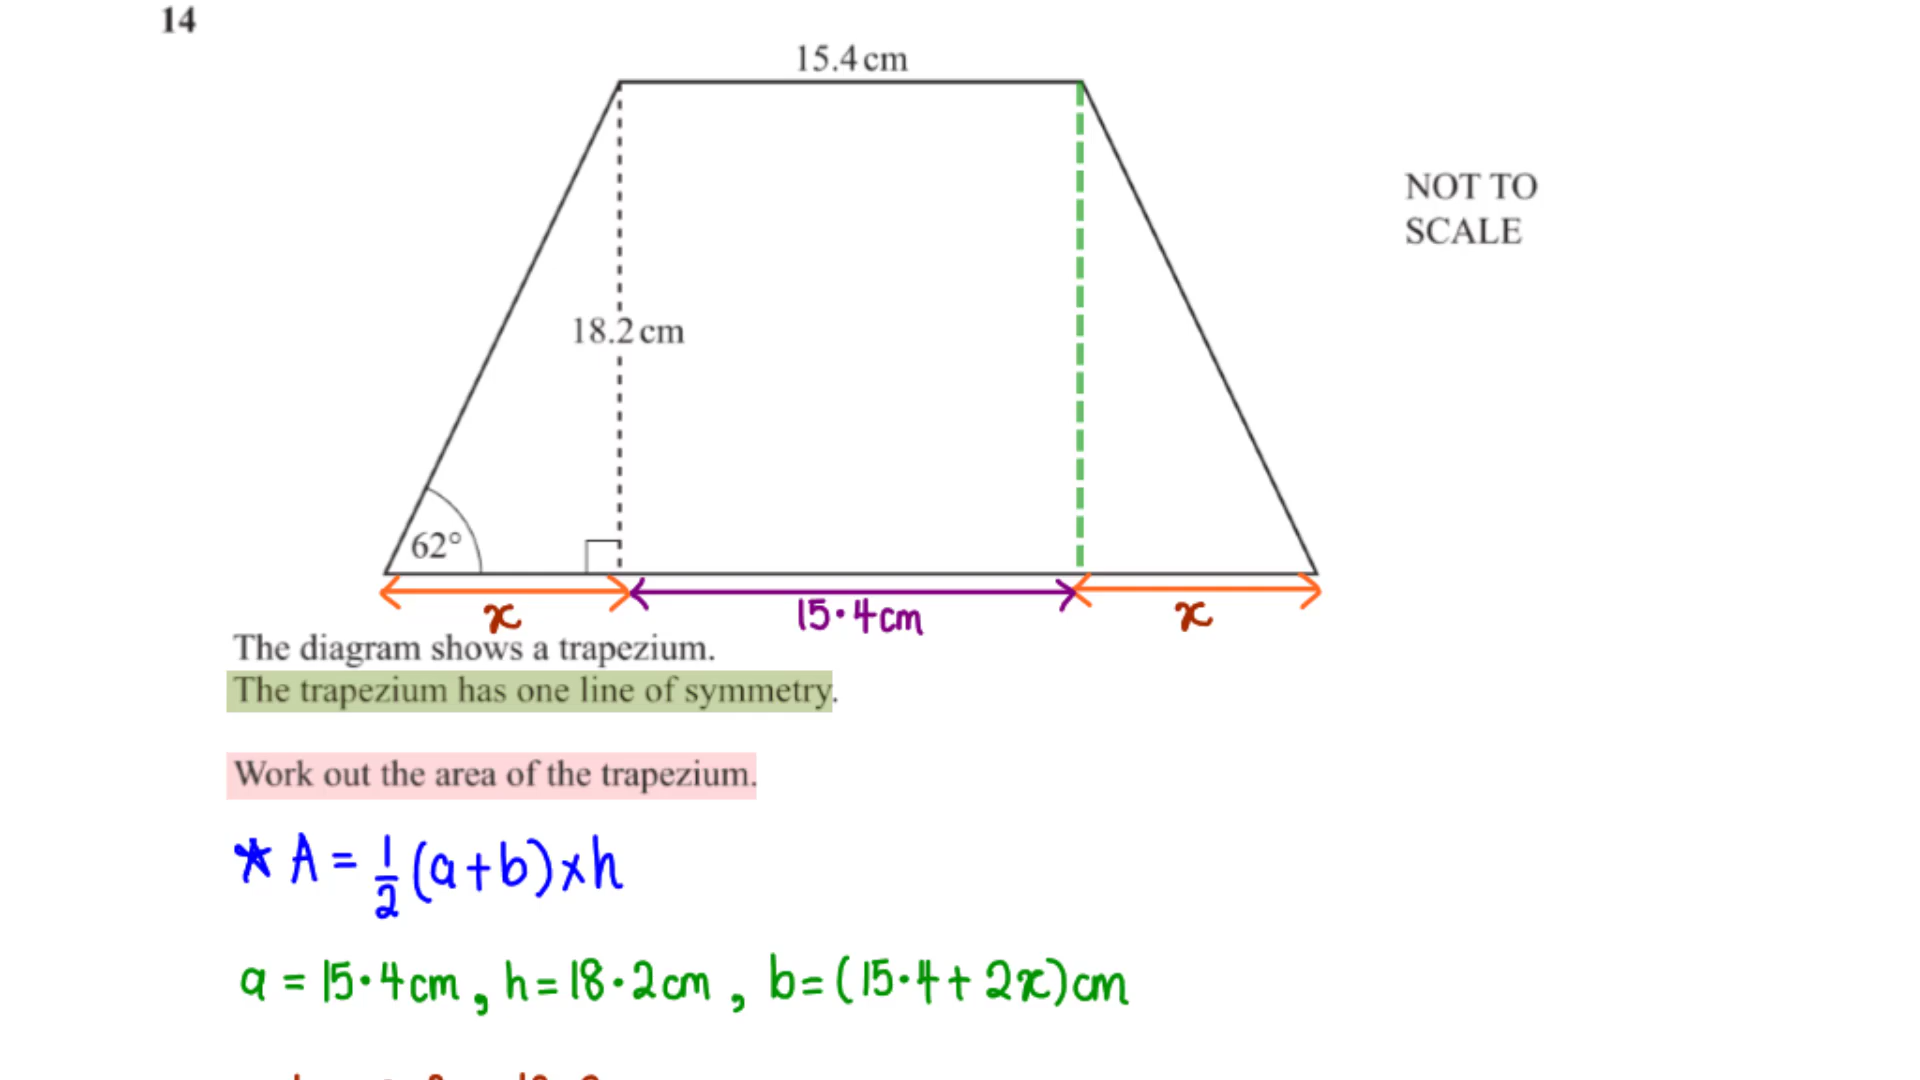 14
15.4 cm
NOT TO
SCALE
18.2 cm
62°
x 15·4cm x
The diagram shows a trapezium.
The trapezium has one line of symmetry.
Work out the area of the trapezium.
* A = 1/2 (a+b)×h
a = 15·4cm, h = 18·2cm, b = (15·4 + 2x)cm